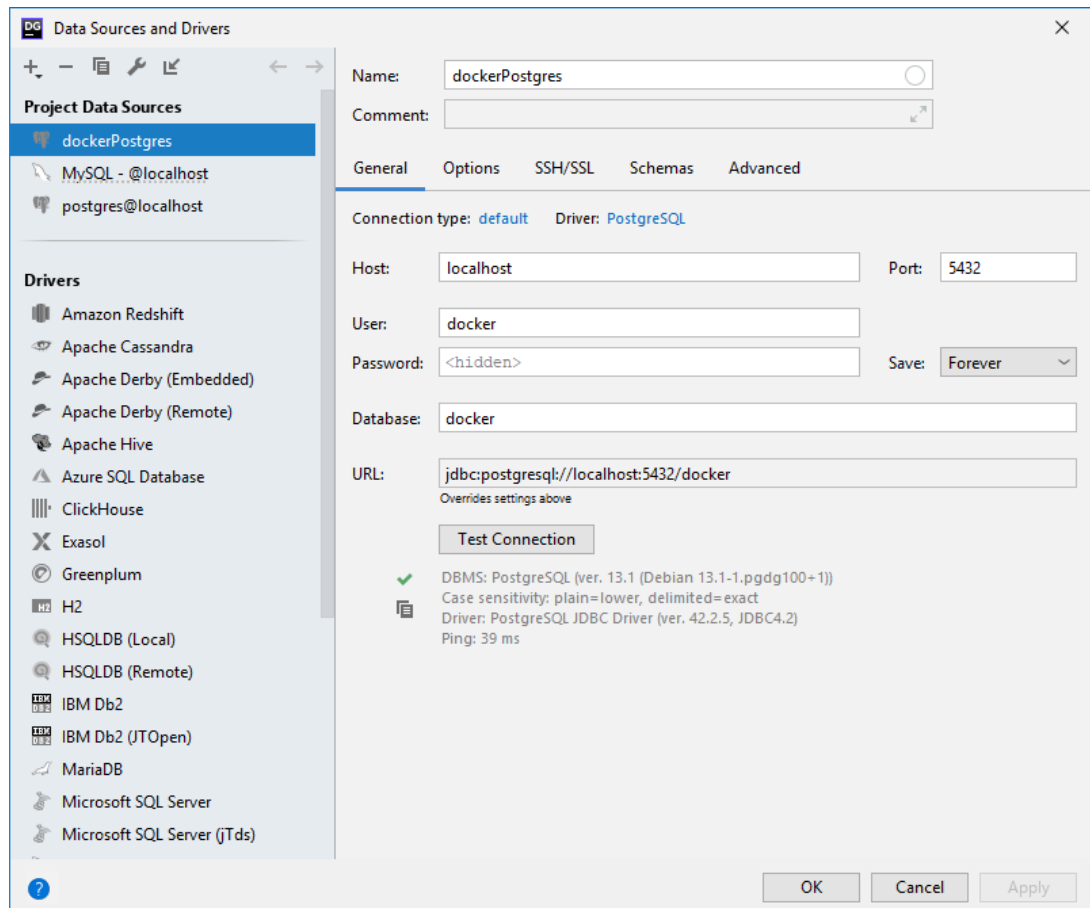 DG Data Sources and Drivers
Project Data Sources
dockerPostgres
MySQL - @localhost
postgres@localhost
Drivers
Amazon Redshift
Apache Cassandra
Apache Derby (Embedded)
Apache Derby (Remote)
Apache Hive
Azure SQL Database
ClickHouse
Exasol
Greenplum
H2 H2
HSQLDB (Local)
HSQLDB (Remote)
IBM DB2 IBM Db2
IBM DB2 IBM Db2 (JTOpen)
MariaDB
Microsoft SQL Server
Microsoft SQL Server (jTds)
Name: dockerPostgres
Comment:
General Options SSH/SSL Schemas Advanced
Connection type: default Driver: PostgreSQL
Host: localhost Port: 5432
User: docker
Password: <hidden> Save: Forever
Database: docker
URL: jdbc:postgresql://localhost:5432/docker
Overrides settings above
Test Connection
DBMS: PostgreSQL (ver. 13.1 (Debian 13.1-1.pgdg100+1))
Case sensitivity: plain=lower, delimited=exact
Driver: PostgreSQL JDBC Driver (ver. 42.2.5, JDBC4.2)
Ping: 39 ms
? OK Cancel Apply